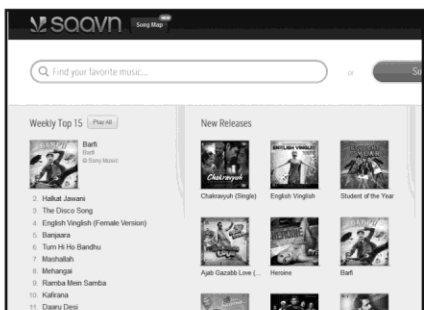 saavn Song Map NEW
Find your favorite music... or Su
Weekly Top 15 Play All
Barfi
Barfi
Sony Music
2. Halkat Jawani
3. The Disco Song
4. English Vinglish (Female Version)
5. Banjaara
6. Tum Hi Ho Bandhu
7. Mashallah
8. Mehangai
9. Ramba Mein Samba
10. Kafirana
11. Daaru Desi
New Releases
Chakravyuh
ENGLISH VINGLISH
Chakravyuh (Single) English Vinglish Student of the Year
HEROINE
Ajab Gazabb Love (... Heroine Barfi